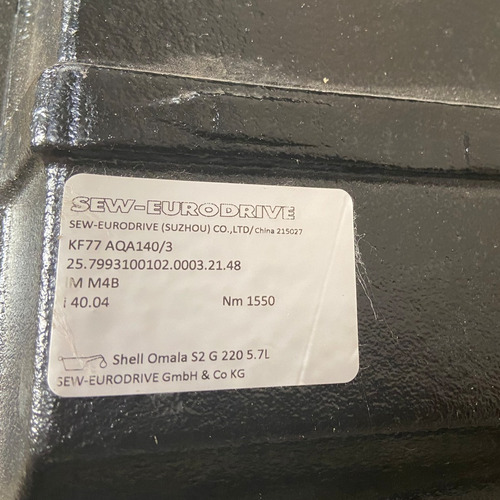 SEW-EURODRIVE
SEW-EURODRIVE (SUZHOU) CO.,LTD/China 215027
KF77 AQA140/3
25.7993100102.0003.21.48
IM M4B
i 40.04 Nm 1550
Shell Omala S2 G 220 5.7L
SEW-EURODRIVE GmbH & Co KG